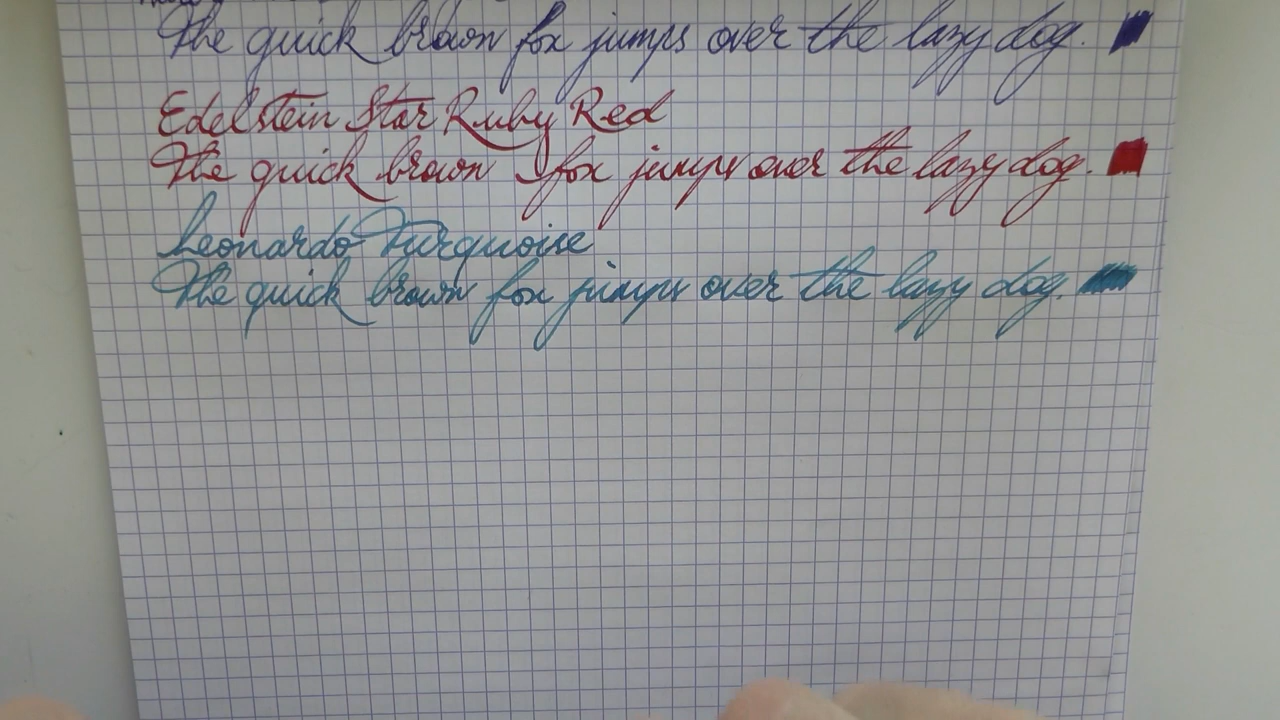 The quick brown fox jumps over the lazy dog.
Edelstein Star Ruby Red
The quick brown fox jumps over the lazy dog.
Leonardo Turquoise
The quick brown fox jumps over the lazy dog.